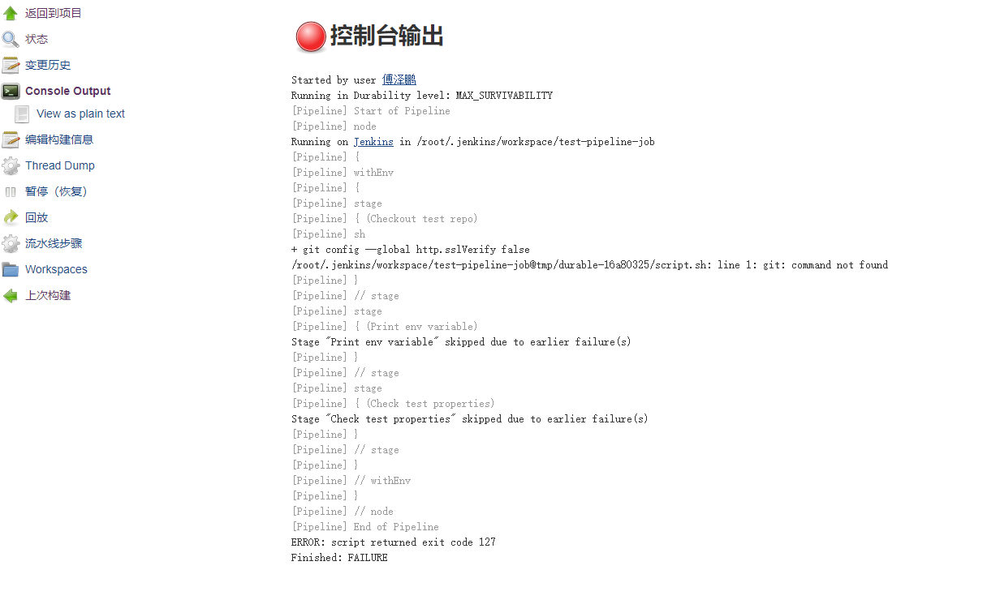 返回到项目
状态
变更历史
Console Output
View as plain text
编辑构建信息
Thread Dump
暂停（恢复）
回放
流水线步骤
Workspaces
上次构建
控制台输出
Started by user 傅泽鹏
Running in Durability level: MAX_SURVIVABILITY
[Pipeline] Start of Pipeline
[Pipeline] node
Running on Jenkins in /root/.jenkins/workspace/test-pipeline-job
[Pipeline] {
[Pipeline] withEnv
[Pipeline] {
[Pipeline] stage
[Pipeline] { (Checkout test repo)
[Pipeline] sh
+ git config --global http.sslVerify false
/root/.jenkins/workspace/test-pipeline-job@tmp/durable-16a80325/script.sh: line 1: git: command not found
[Pipeline] }
[Pipeline] // stage
[Pipeline] stage
[Pipeline] { (Print env variable)
Stage "Print env variable" skipped due to earlier failure(s)
[Pipeline] }
[Pipeline] // stage
[Pipeline] stage
[Pipeline] { (Check test properties)
Stage "Check test properties" skipped due to earlier failure(s)
[Pipeline] }
[Pipeline] // stage
[Pipeline] }
[Pipeline] // withEnv
[Pipeline] }
[Pipeline] // node
[Pipeline] End of Pipeline
ERROR: script returned exit code 127
Finished: FAILURE